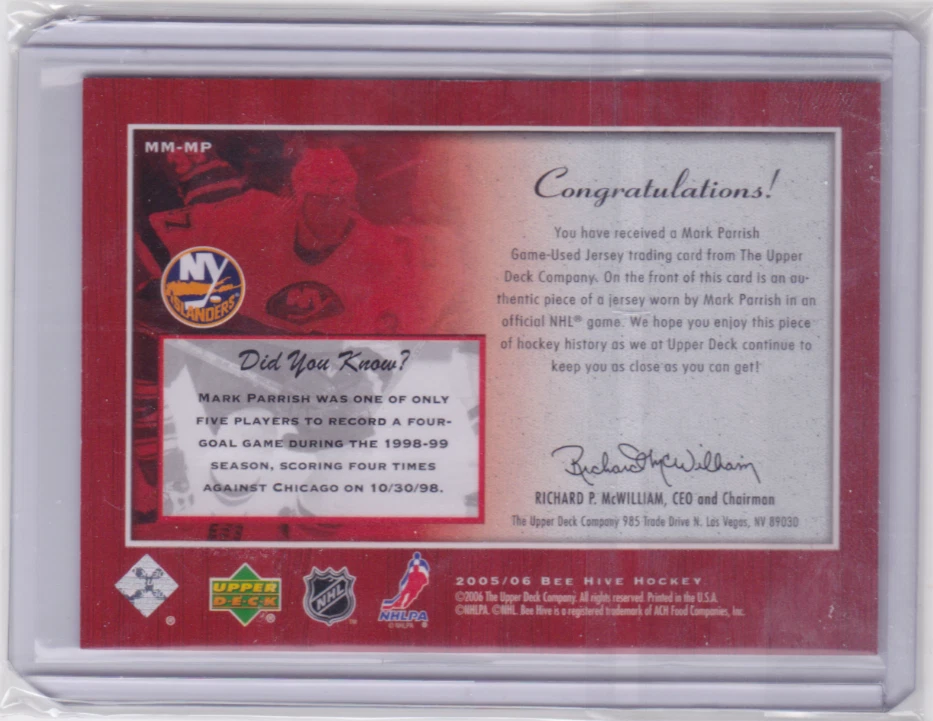 MM-MP
NY
ISLANDERS
Did You Know?
MARK PARRISH WAS ONE OF ONLY
FIVE PLAYERS TO RECORD A FOUR-
GOAL GAME DURING THE 1998-99
SEASON, SCORING FOUR TIMES
AGAINST CHICAGO ON 10/30/98.
Congratulations!
You have received a Mark Parrish
Game-Used Jersey trading card from The Upper
Deck Company. On the front of this card is an au-
thentic piece of a jersey worn by Mark Parrish in an
official NHL® game. We hope you enjoy this piece
of hockey history as we at Upper Deck continue to
keep you as close as you can get!
Richard McWilliam
RICHARD P. McWILLIAM, CEO and Chairman
The Upper Deck Company 985 Trade Drive N. Las Vegas, NV 89030
UPPER
DECK
NHL
NHLPA
2005/06 BEE HIVE HOCKEY
©2006 The Upper Deck Company. All rights reserved. Printed in the U.S.A.
©NHLPA. ©NHL. Bee Hive is a registered trademark of ACH Food Companies, Inc.